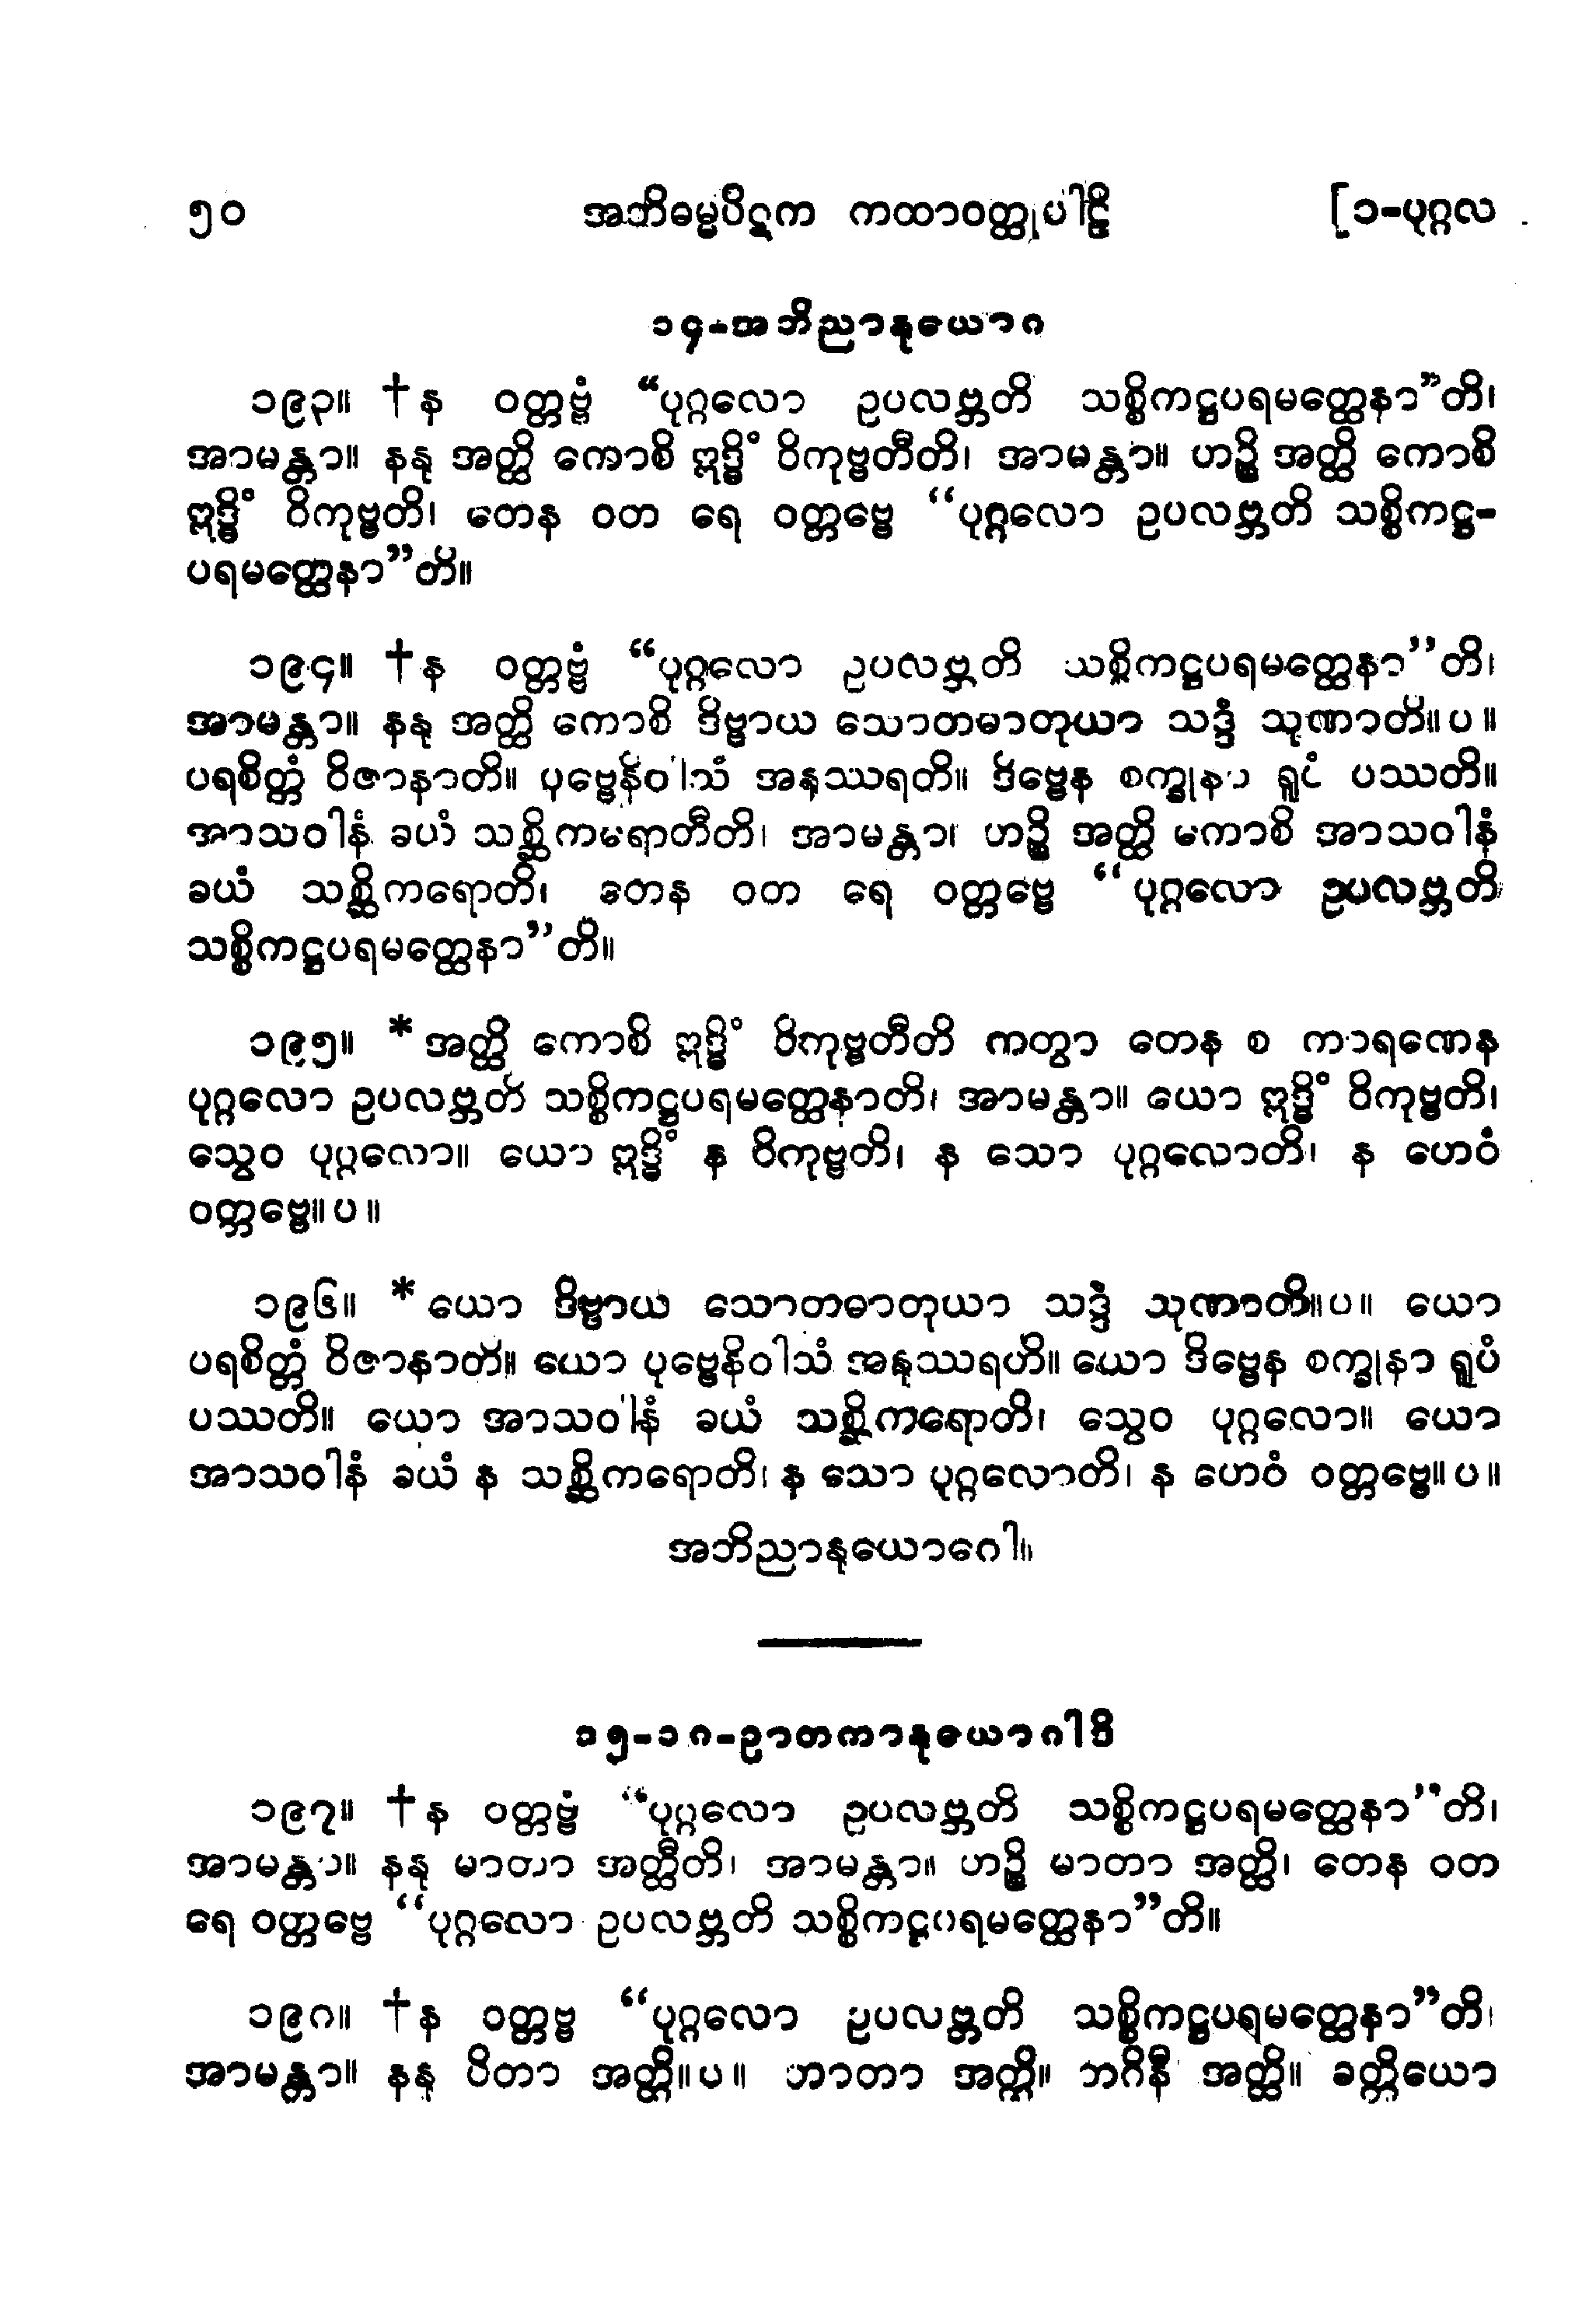 ၅၀ အဘိဓမ္မပိဋက ကထာဝတ္ထုပါဠိ [၁-ပုဂ္ဂလ
၁၄-အဘိညာနုယောဂ
၁၉၃။ †န ဝတ္တဗ္ဗံ “ပုဂ္ဂလော ဥပလဗ္ဘတိ သစ္စိကဋ္ဌပရမတ္ထေနာ”တိ၊
အာမန္တာ။ နနု အတ္ထိ ကောစိ ဣဒ္ဓိံ ဝိကုဗ္ဗတီတိ၊ အာမန္တာ။ ဟဉ္စိ အတ္ထိ ကောစိ
ဣဒ္ဓိံ ဝိကုဗ္ဗတိ၊ တေန ဝတ ရေ ဝတ္တဗ္ဗေ “ပုဂ္ဂလော ဥပလဗ္ဘတိ သစ္စိကဋ္ဌ-
ပရမတ္ထေနာ”တိ။
၁၉၄။ †န ဝတ္တဗ္ဗံ “ပုဂ္ဂလော ဥပလဗ္ဘတိ သစ္စိကဋ္ဌပရမတ္ထေနာ”တိ၊
အာမန္တာ။ နနု အတ္ထိ ကောစိ ဒိဗ္ဗာယ သောတဓာတုယာ သဒ္ဒံ သုဏာတိ။ပ။
ပရစိတ္တံ ဝိဇာနာတိ။ ပုဗ္ဗေနိဝါသံ အနုဿရတိ။ ဒိဗ္ဗေန စက္ခုနာ ရူပံ ပဿတိ။
အာသဝါနံ ခယံ သစ္ဆိကရောတီတိ၊ အာမန္တာ။ ဟဉ္စိ အတ္ထိ ကောစိ အာသဝါနံ
ခယံ သစ္ဆိကရောတိ၊ တေန ဝတ ရေ ဝတ္တဗ္ဗေ “ပုဂ္ဂလော ဥပလဗ္ဘတိ
သစ္စိကဋ္ဌပရမတ္ထေနာ”တိ။
၁၉၅။ *အတ္ထိ ကောစိ ဣဒ္ဓိံ ဝိကုဗ္ဗတီတိ ကတွာ တေန စ ကာရဏေန
ပုဂ္ဂလော ဥပလဗ္ဘတိ သစ္စိကဋ္ဌပရမတ္ထေနာတိ၊ အာမန္တာ။ ယော ဣဒ္ဓိံ ဝိကုဗ္ဗတိ၊
သွေဝ ပုဂ္ဂလော။ ယော ဣဒ္ဓိံ န ဝိကုဗ္ဗတိ၊ န သော ပုဂ္ဂလောတိ၊ န ဟေဝံ
ဝတ္တဗ္ဗေ။ပ။
၁၉၆။ *ယော ဒိဗ္ဗာယ သောတဓာတုယာ သဒ္ဒံ သုဏာတိ။ပ။ ယော
ပရစိတ္တံ ဝိဇာနာတိ။ ယော ပုဗ္ဗေနိဝါသံ အနုဿရတိ။ ယော ဒိဗ္ဗေန စက္ခုနာ ရူပံ
ပဿတိ။ ယော အာသဝါနံ ခယံ သစ္ဆိကရောတိ၊ သွေဝ ပုဂ္ဂလော။ ယော
အာသဝါနံ ခယံ န သစ္ဆိကရောတိ၊ န သော ပုဂ္ဂလောတိ၊ န ဟေဝံ ဝတ္တဗ္ဗေ။ပ။
အဘိညာနုယောဂေါ။
၁၅-၁၈-ဉာတကာနုယောဂါဒိ
၁၉၇။ †န ဝတ္တဗ္ဗံ “ပုဂ္ဂလော ဥပလဗ္ဘတိ သစ္စိကဋ္ဌပရမတ္ထေနာ”တိ၊
အာမန္တာ။ နနု မာတာ အတ္ထီတိ၊ အာမန္တာ။ ဟဉ္စိ မာတာ အတ္ထိ၊ တေန ဝတ
ရေ ဝတ္တဗ္ဗေ “ပုဂ္ဂလော ဥပလဗ္ဘတိ သစ္စိကဋ္ဌပရမတ္ထေနာ”တိ။
၁၉၈။ †န ဝတ္တဗ္ဗ “ပုဂ္ဂလော ဥပလဗ္ဘတိ သစ္စိကဋ္ဌပရမတ္ထေနာ”တိ၊
အာမန္တာ။ နနု ပိတာ အတ္ထိ။ပ။ ဘာတာ အတ္ထိ။ ဘဂိနီ အတ္ထိ။ ခတ္တိယော